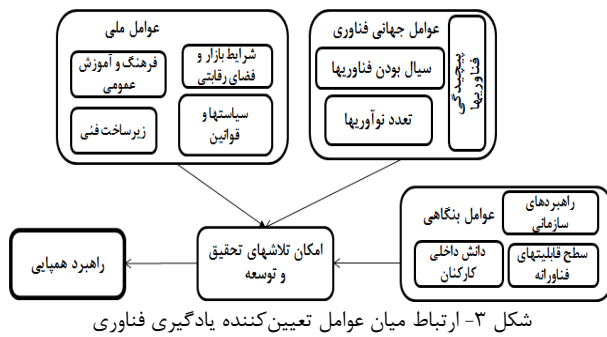 عوامل جهانی فناوری
سیال بودن فناوریها
تعدد نوآوریها
پیچیدگی
فناوریها
عوامل ملی
شرایط بازار و
فضای رقابتی
فرهنگ و آموزش
عمومی
سیاستها و
قوانین
زیرساخت فنی
راهبردهای
سازمانی
عوامل بنگاهی
سطح قابلیتهای
فناورانه
دانش داخلی
کارکنان
امکان تلاشهای تحقیق
و توسعه
راهبرد همپایی
شکل ۳- ارتباط میان عوامل تعیین‌کننده یادگیری فناوری